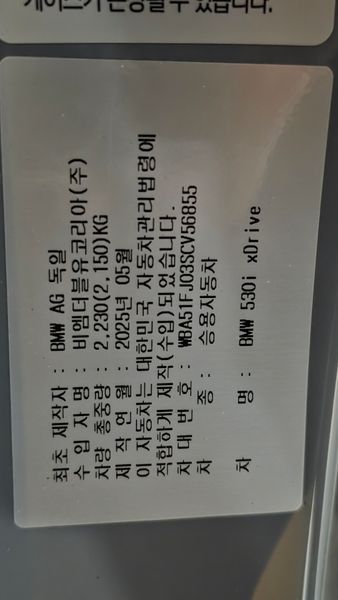 최초 제작자 : BMW AG 독일
수 입 자 명 : 비엠더블유코리아(주)
차량 총중량 : 2,230(2,150)KG
제 작 연 월 : 2025년 05월
이 자동차는 대한민국 자동차관리법령에
적합하게 제작(수입)되었습니다.
차 대 번 호 : WBA51FJ03SCV56855
차 종 : 승용자동차
차 명 : BMW 530i xDrive